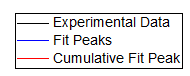 Experimental Data
Fit Peaks
Cumulative Fit Peak